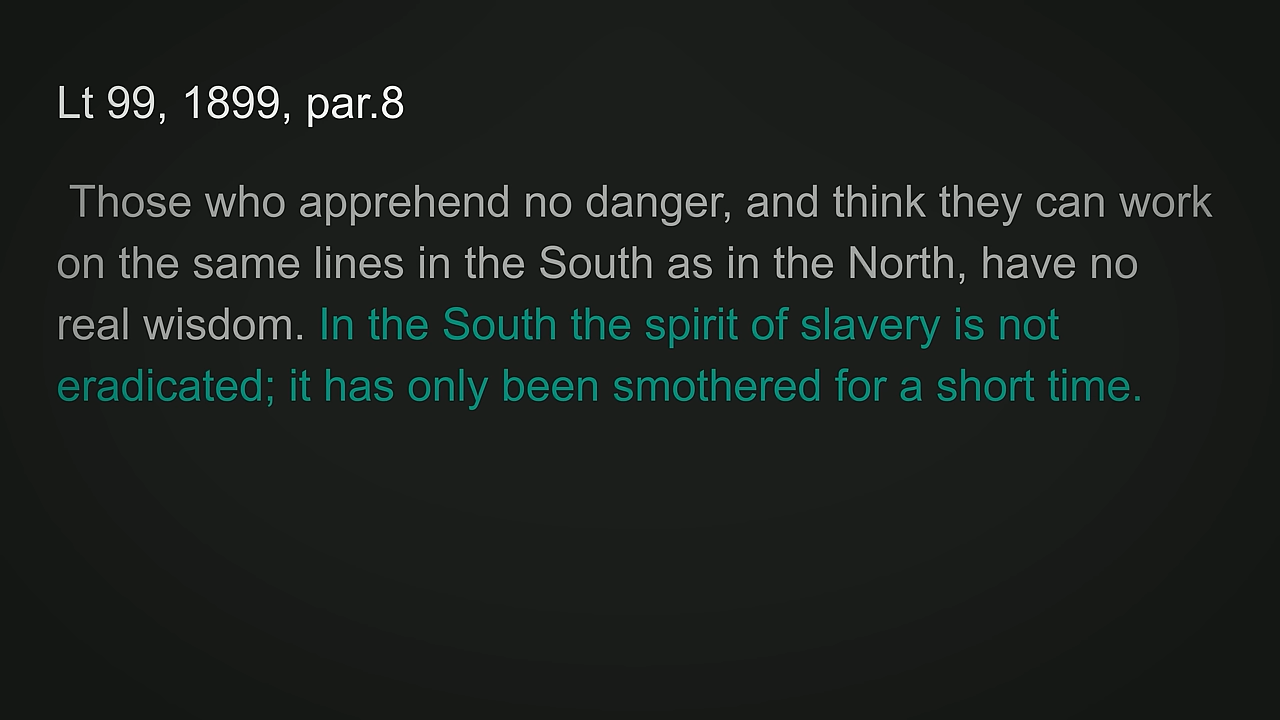 Lt 99, 1899, par.8
Those who apprehend no danger, and think they can work
on the same lines in the South as in the North, have no
real wisdom. In the South the spirit of slavery is not
eradicated; it has only been smothered for a short time.